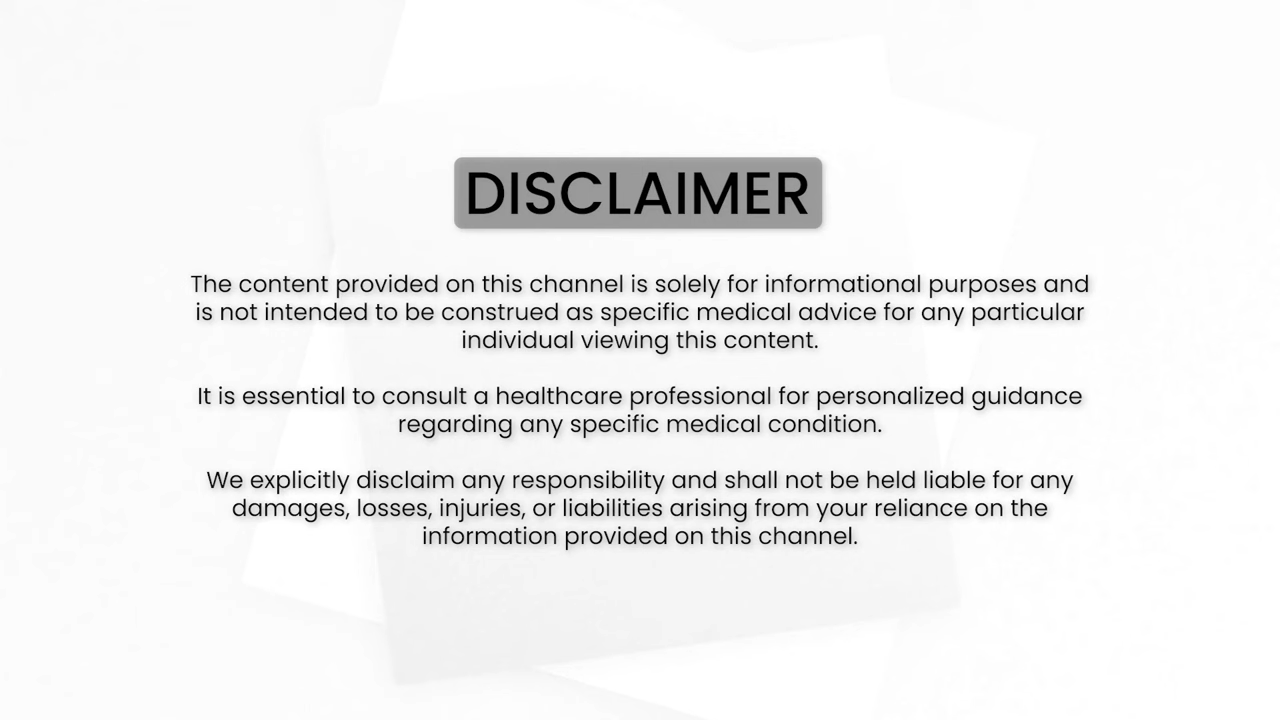 DISCLAIMER
The content provided on this channel is solely for informational purposes and
is not intended to be construed as specific medical advice for any particular
individual viewing this content.
It is essential to consult a healthcare professional for personalized guidance
regarding any specific medical condition.
We explicitly disclaim any responsibility and shall not be held liable for any
damages, losses, injuries, or liabilities arising from your reliance on the
information provided on this channel.